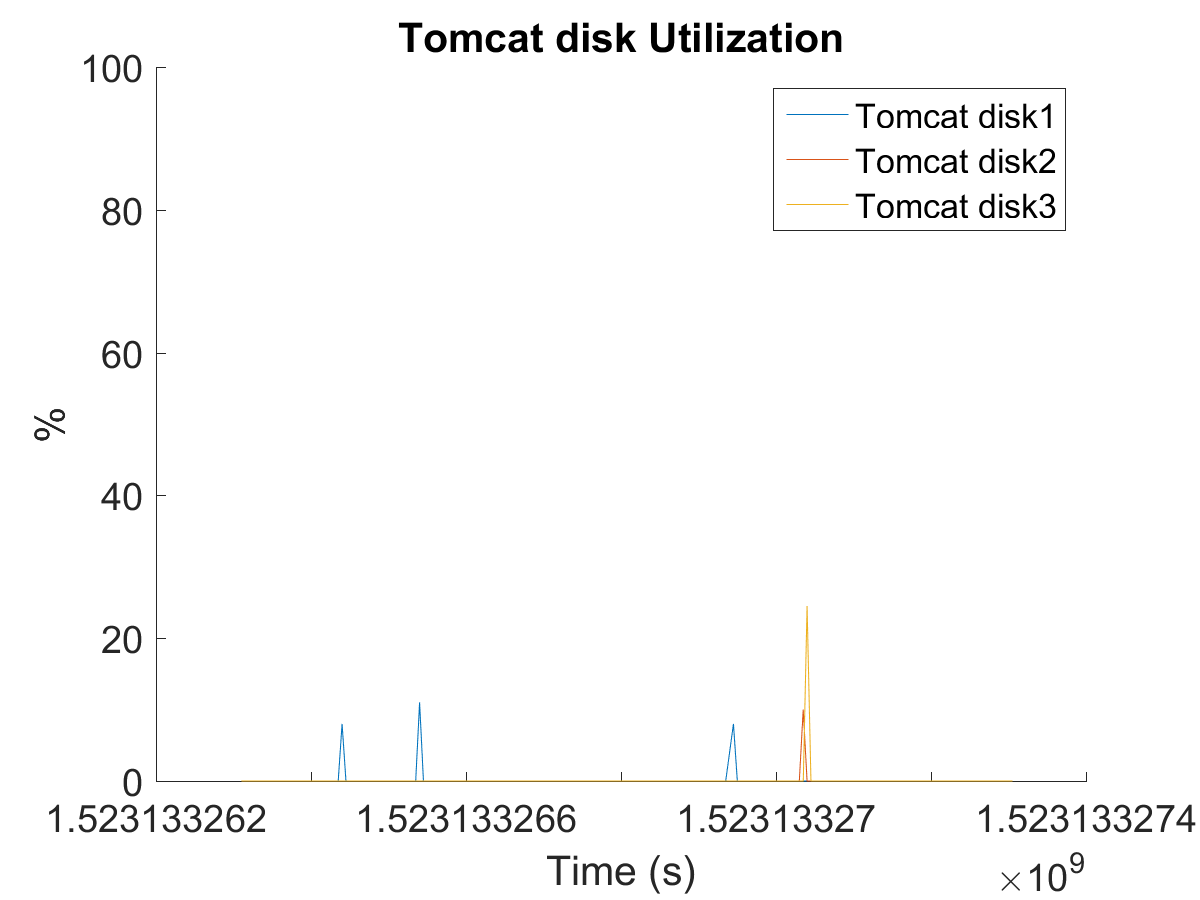 Tomcat disk Utilization
100
80
60
40
20
0
%
Tomcat disk1
Tomcat disk2
Tomcat disk3
1.523133262 1.523133266 1.52313327 1.523133274
Time (s)
×10⁹